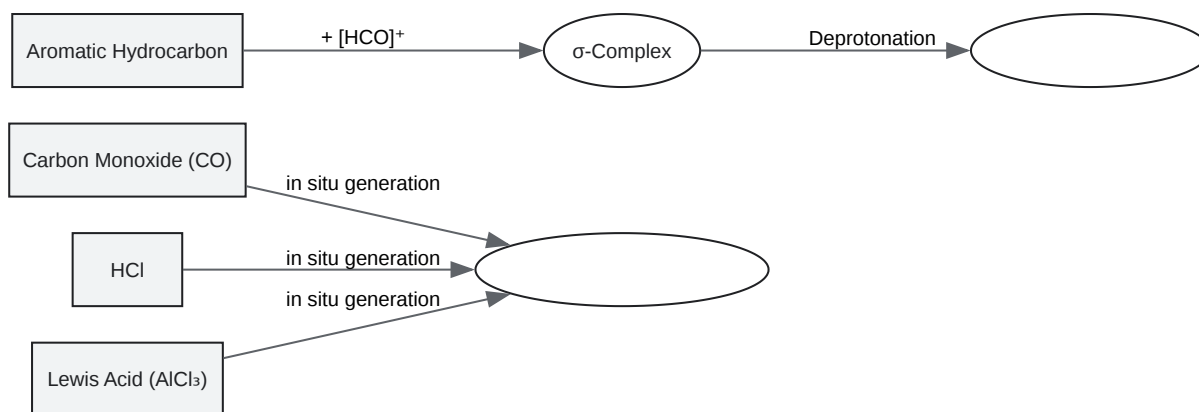 Aromatic Hydrocarbon
+ [HCO]⁺
σ-Complex
Deprotonation
Carbon Monoxide (CO)
in situ generation
HCl
in situ generation
in situ generation
Lewis Acid (AlCl₃)